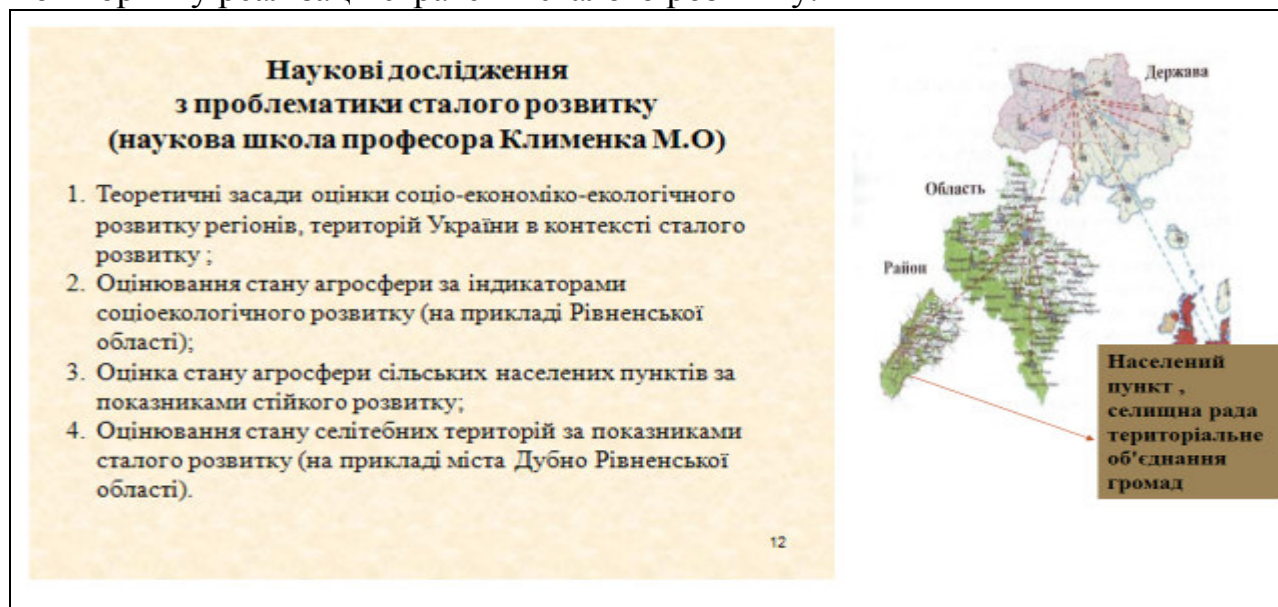 Наукові дослідження
з проблематики сталого розвитку
(наукова школа професора Клименка М.О)
1. Теоретичні засади оцінки соціо-економіко-екологічного
розвитку регіонів, територій України в контексті сталого
розвитку ;
2. Оцінювання стану агросфери за індикаторами
соціоекологічного розвитку (на прикладі Рівненської
області);
3. Оцінка стану агросфери сільських населених пунктів за
показниками стійкого розвитку;
4. Оцінювання стану селітебних територій за показниками
сталого розвитку (на прикладі міста Дубно Рівненської
області).
12
Держава
Область
Район
Населений
пункт ,
селищна рада
територіальне
об'єднання
громад